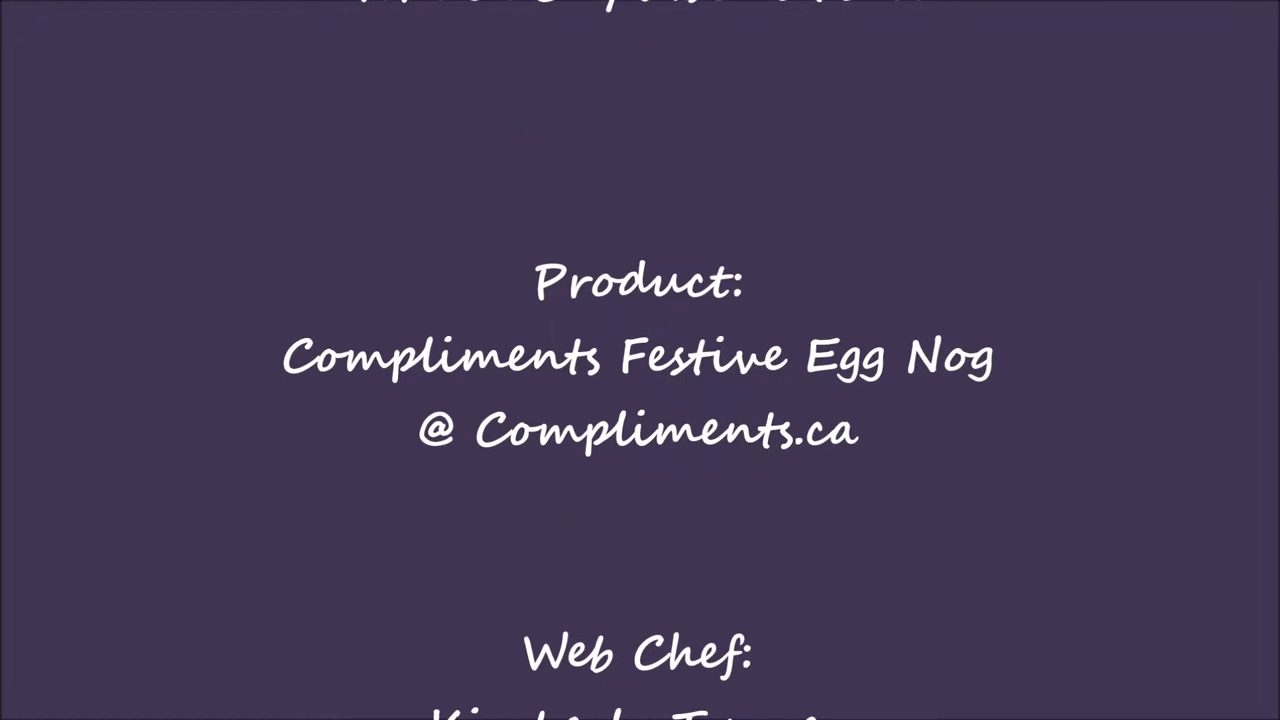 Product:
Compliments Festive Egg Nog
@ Compliments.ca
Web Chef: